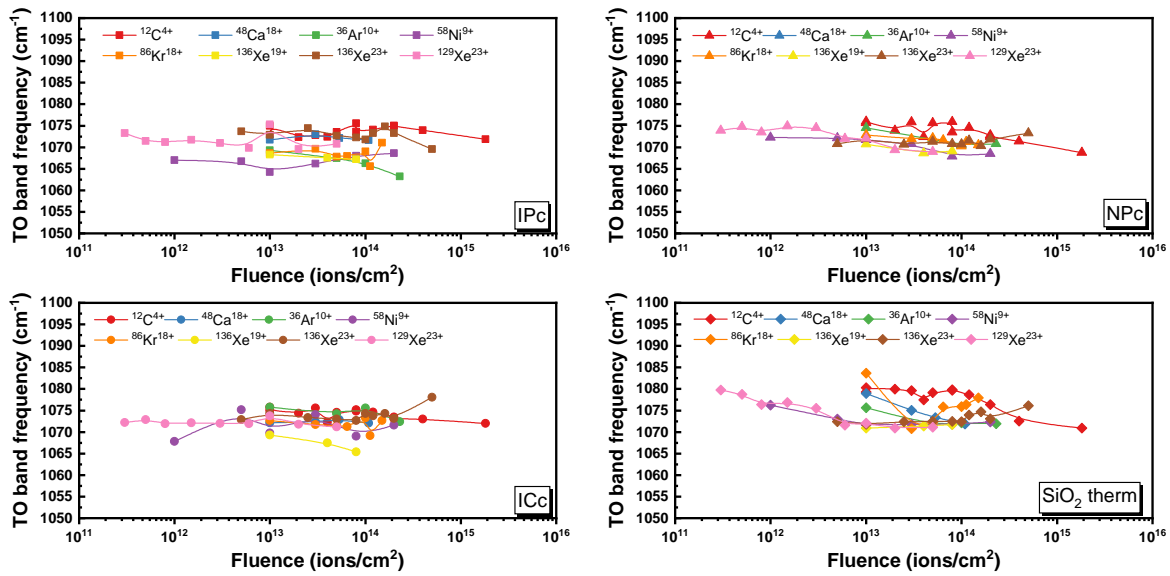 1100
1095
1090
1085
1080
1075
1070
1065
1060
1055
1050
TO band frequency (cm⁻¹)
¹²C⁴⁺ ⁴⁸Ca¹⁸⁺ ³⁶Ar¹⁰⁺ ⁵⁸Ni⁹⁺
⁸⁶Kr¹⁸⁺ ¹³⁶Xe¹⁹⁺ ¹³⁶Xe²³⁺ ¹²⁹Xe²³⁺
IPc
10¹¹ 10¹² 10¹³ 10¹⁴ 10¹⁵ 10¹⁶
Fluence (ions/cm²)
1100
1095
1090
1085
1080
1075
1070
1065
1060
1055
1050
TO band frequency (cm⁻¹)
¹²C⁴⁺ ⁴⁸Ca¹⁸⁺ ³⁶Ar¹⁰⁺ ⁵⁸Ni⁹⁺
⁸⁶Kr¹⁸⁺ ¹³⁶Xe¹⁹⁺ ¹³⁶Xe²³⁺ ¹²⁹Xe²³⁺
NPc
10¹¹ 10¹² 10¹³ 10¹⁴ 10¹⁵ 10¹⁶
Fluence (ions/cm²)
1100
1095
1090
1085
1080
1075
1070
1065
1060
1055
1050
TO band frequency (cm⁻¹)
¹²C⁴⁺ ⁴⁸Ca¹⁸⁺ ³⁶Ar¹⁰⁺ ⁵⁸Ni⁹⁺
⁸⁶Kr¹⁸⁺ ¹³⁶Xe¹⁹⁺ ¹³⁶Xe²³⁺ ¹²⁹Xe²³⁺
ICc
10¹¹ 10¹² 10¹³ 10¹⁴ 10¹⁵ 10¹⁶
Fluence (ions/cm²)
1100
1095
1090
1085
1080
1075
1070
1065
1060
1055
1050
TO band frequency (cm⁻¹)
¹²C⁴⁺ ⁴⁸Ca¹⁸⁺ ³⁶Ar¹⁰⁺ ⁵⁸Ni⁹⁺
⁸⁶Kr¹⁸⁺ ¹³⁶Xe¹⁹⁺ ¹³⁶Xe²³⁺ ¹²⁹Xe²³⁺
SiO₂ therm
10¹¹ 10¹² 10¹³ 10¹⁴ 10¹⁵ 10¹⁶
Fluence (ions/cm²)